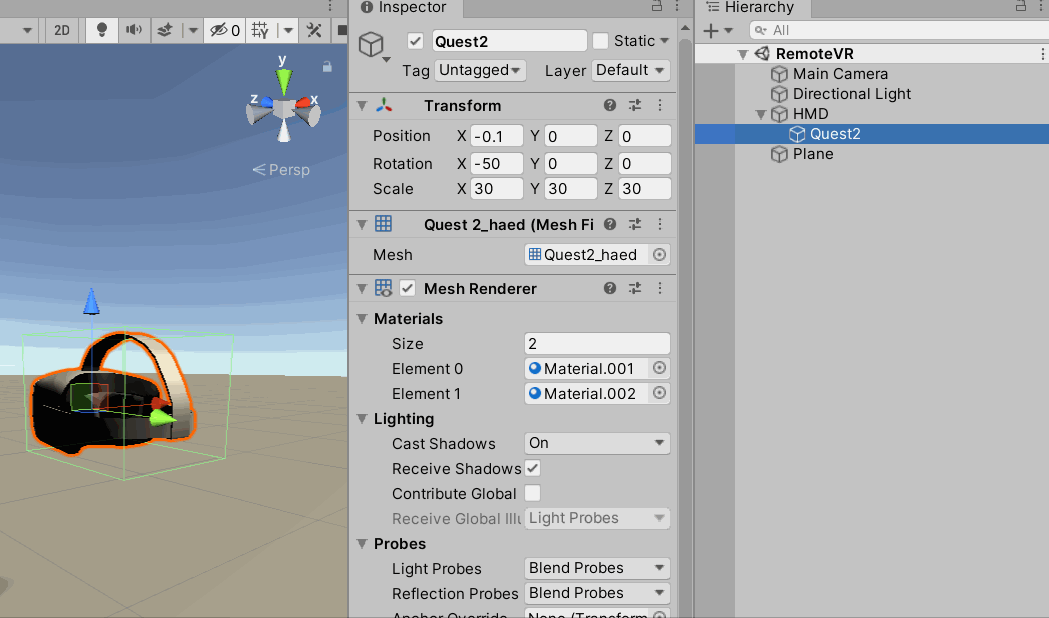 2D
0
y
z
x
Persp
Inspector
Quest2
Static
Tag Untagged Layer Default
Transform
Position X -0.1 Y 0 Z 0
Rotation X -50 Y 0 Z 0
Scale X 30 Y 30 Z 30
Quest 2_haed (Mesh Fi
Mesh Quest2_haed
Mesh Renderer
Materials
Size 2
Element 0 Material.001
Element 1 Material.002
Lighting
Cast Shadows On
Receive Shadows
Contribute Global
Receive Global Illu Light Probes
Probes
Light Probes Blend Probes
Reflection Probes Blend Probes
Anchor Override None (Transform
Hierarchy
All
RemoteVR
Main Camera
Directional Light
HMD
Quest2
Plane